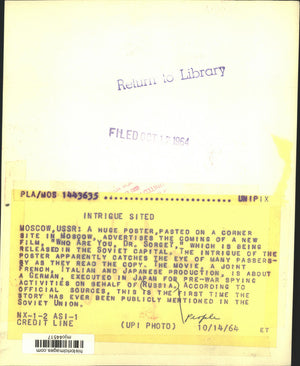 Return to Library
FILED OCT 1964
PLA/MOS 1443635 ........ UNIPIX
INTRIGUE SITED
MOSCOW,USSR: A HUGE POSTER,PASTED ON A CORNER
SITE IN MOSCOW, ADVERTISES THE COMING OF A NEW
FILM, "WHO ARE YOU, DR. SORGE?," WHICH IS BEING
RELEASED IN THE SOVIET CAPITAL. THE INTRIGUE OF THE
POSTER APPARENTLY CATCHES THE EYE OF MANY PASSERS-
BY AS THEY READ THE COPY. THE MOVIE, A JOINT
FRENCH, ITALIAN AND JAPANESE PRODUCTION, IS ABOUT
A GERMAN, EXECUTED IN JAPAN FOR PRE-WAR SPYING
ACTIVITIES ON BEHALF OF (RUSSIA. ACCORDING TO
OFFICIAL SOURCES, THIS IS THE FIRST TIME THE
STORY HAS EVER BEEN PUBLICLY MENTIONED IN THE
SOVIET UNION.
People
NX-1-2 ASI-1
CREDIT LINE (UPI PHOTO) 10/14/64 ET
historicimages.com